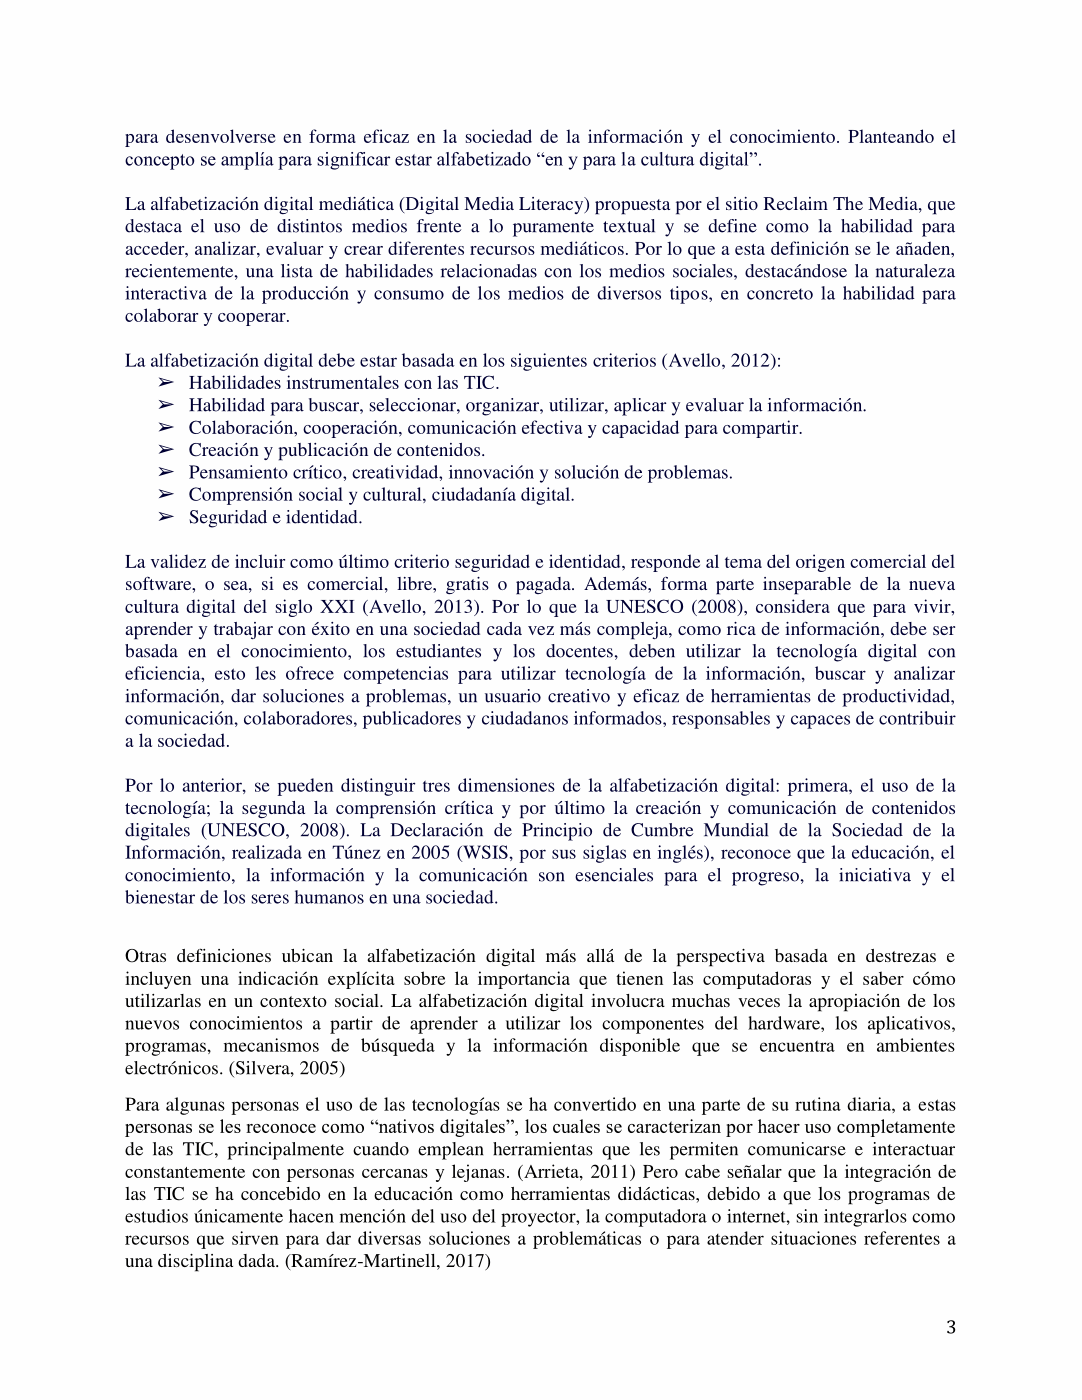 para desenvolverse en forma eficaz en la sociedad de la información y el conocimiento. Planteando el
concepto se amplía para significar estar alfabetizado “en y para la cultura digital”.
La alfabetización digital mediática (Digital Media Literacy) propuesta por el sitio Reclaim The Media, que
destaca el uso de distintos medios frente a lo puramente textual y se define como la habilidad para
acceder, analizar, evaluar y crear diferentes recursos mediáticos. Por lo que a esta definición se le añaden,
recientemente, una lista de habilidades relacionadas con los medios sociales, destacándose la naturaleza
interactiva de la producción y consumo de los medios de diversos tipos, en concreto la habilidad para
colaborar y cooperar.
La alfabetización digital debe estar basada en los siguientes criterios (Avello, 2012):
➢ Habilidades instrumentales con las TIC.
➢ Habilidad para buscar, seleccionar, organizar, utilizar, aplicar y evaluar la información.
➢ Colaboración, cooperación, comunicación efectiva y capacidad para compartir.
➢ Creación y publicación de contenidos.
➢ Pensamiento crítico, creatividad, innovación y solución de problemas.
➢ Comprensión social y cultural, ciudadanía digital.
➢ Seguridad e identidad.
La validez de incluir como último criterio seguridad e identidad, responde al tema del origen comercial del
software, o sea, si es comercial, libre, gratis o pagada. Además, forma parte inseparable de la nueva
cultura digital del siglo XXI (Avello, 2013). Por lo que la UNESCO (2008), considera que para vivir,
aprender y trabajar con éxito en una sociedad cada vez más compleja, como rica de información, debe ser
basada en el conocimiento, los estudiantes y los docentes, deben utilizar la tecnología digital con
eficiencia, esto les ofrece competencias para utilizar tecnología de la información, buscar y analizar
información, dar soluciones a problemas, un usuario creativo y eficaz de herramientas de productividad,
comunicación, colaboradores, publicadores y ciudadanos informados, responsables y capaces de contribuir
a la sociedad.
Por lo anterior, se pueden distinguir tres dimensiones de la alfabetización digital: primera, el uso de la
tecnología; la segunda la comprensión crítica y por último la creación y comunicación de contenidos
digitales (UNESCO, 2008). La Declaración de Principio de Cumbre Mundial de la Sociedad de la
Información, realizada en Túnez en 2005 (WSIS, por sus siglas en inglés), reconoce que la educación, el
conocimiento, la información y la comunicación son esenciales para el progreso, la iniciativa y el
bienestar de los seres humanos en una sociedad.
Otras definiciones ubican la alfabetización digital más allá de la perspectiva basada en destrezas e
incluyen una indicación explícita sobre la importancia que tienen las computadoras y el saber cómo
utilizarlas en un contexto social. La alfabetización digital involucra muchas veces la apropiación de los
nuevos conocimientos a partir de aprender a utilizar los componentes del hardware, los aplicativos,
programas, mecanismos de búsqueda y la información disponible que se encuentra en ambientes
electrónicos. (Silvera, 2005)
Para algunas personas el uso de las tecnologías se ha convertido en una parte de su rutina diaria, a estas
personas se les reconoce como “nativos digitales”, los cuales se caracterizan por hacer uso completamente
de las TIC, principalmente cuando emplean herramientas que les permiten comunicarse e interactuar
constantemente con personas cercanas y lejanas. (Arrieta, 2011) Pero cabe señalar que la integración de
las TIC se ha concebido en la educación como herramientas didácticas, debido a que los programas de
estudios únicamente hacen mención del uso del proyector, la computadora o internet, sin integrarlos como
recursos que sirven para dar diversas soluciones a problemáticas o para atender situaciones referentes a
una disciplina dada. (Ramírez-Martinell, 2017)
3